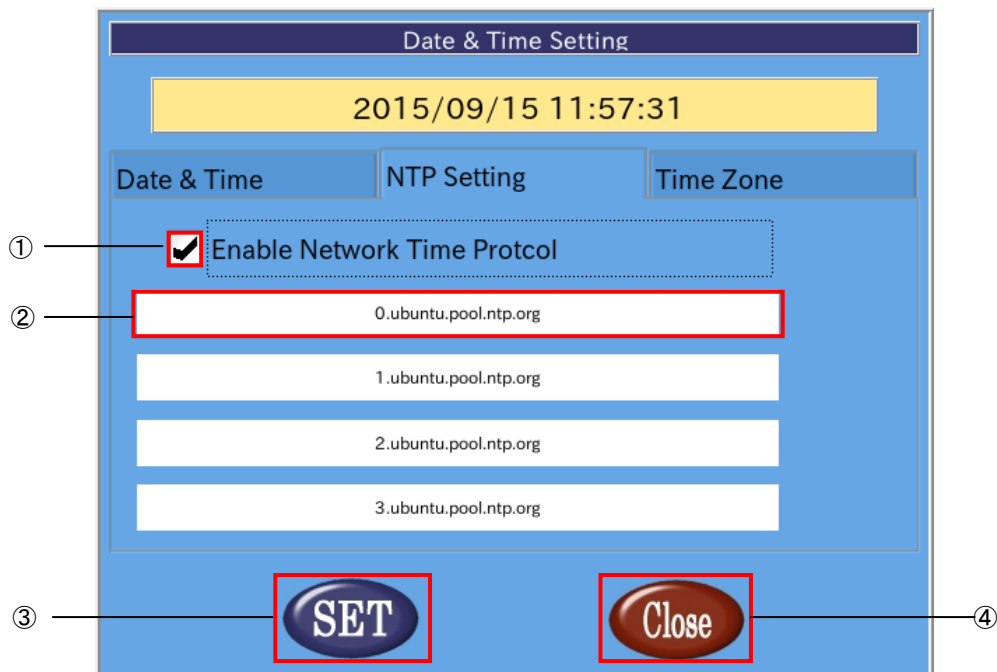 Date & Time Setting
2015/09/15 11:57:31
Date & Time
NTP Setting
Time Zone
① Enable Network Time Protcol
② 0.ubuntu.pool.ntp.org
1.ubuntu.pool.ntp.org
2.ubuntu.pool.ntp.org
3.ubuntu.pool.ntp.org
③ SET
Close ④